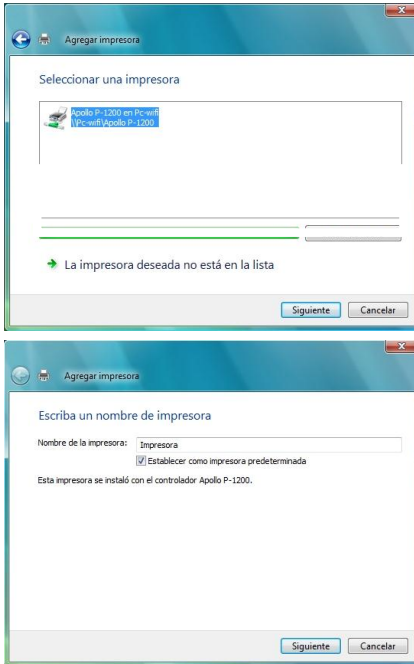 Agregar impresora
Seleccionar una impresora
Apollo P-1200 en Pc-wifi
\\Pc-wifi\Apollo P-1200
La impresora deseada no está en la lista
Siguiente
Cancelar
Agregar impresora
Escriba un nombre de impresora
Nombre de la impresora: Impresora
Establecer como impresora predeterminada
Esta impresora se instaló con el controlador Apollo P-1200.
Siguiente
Cancelar